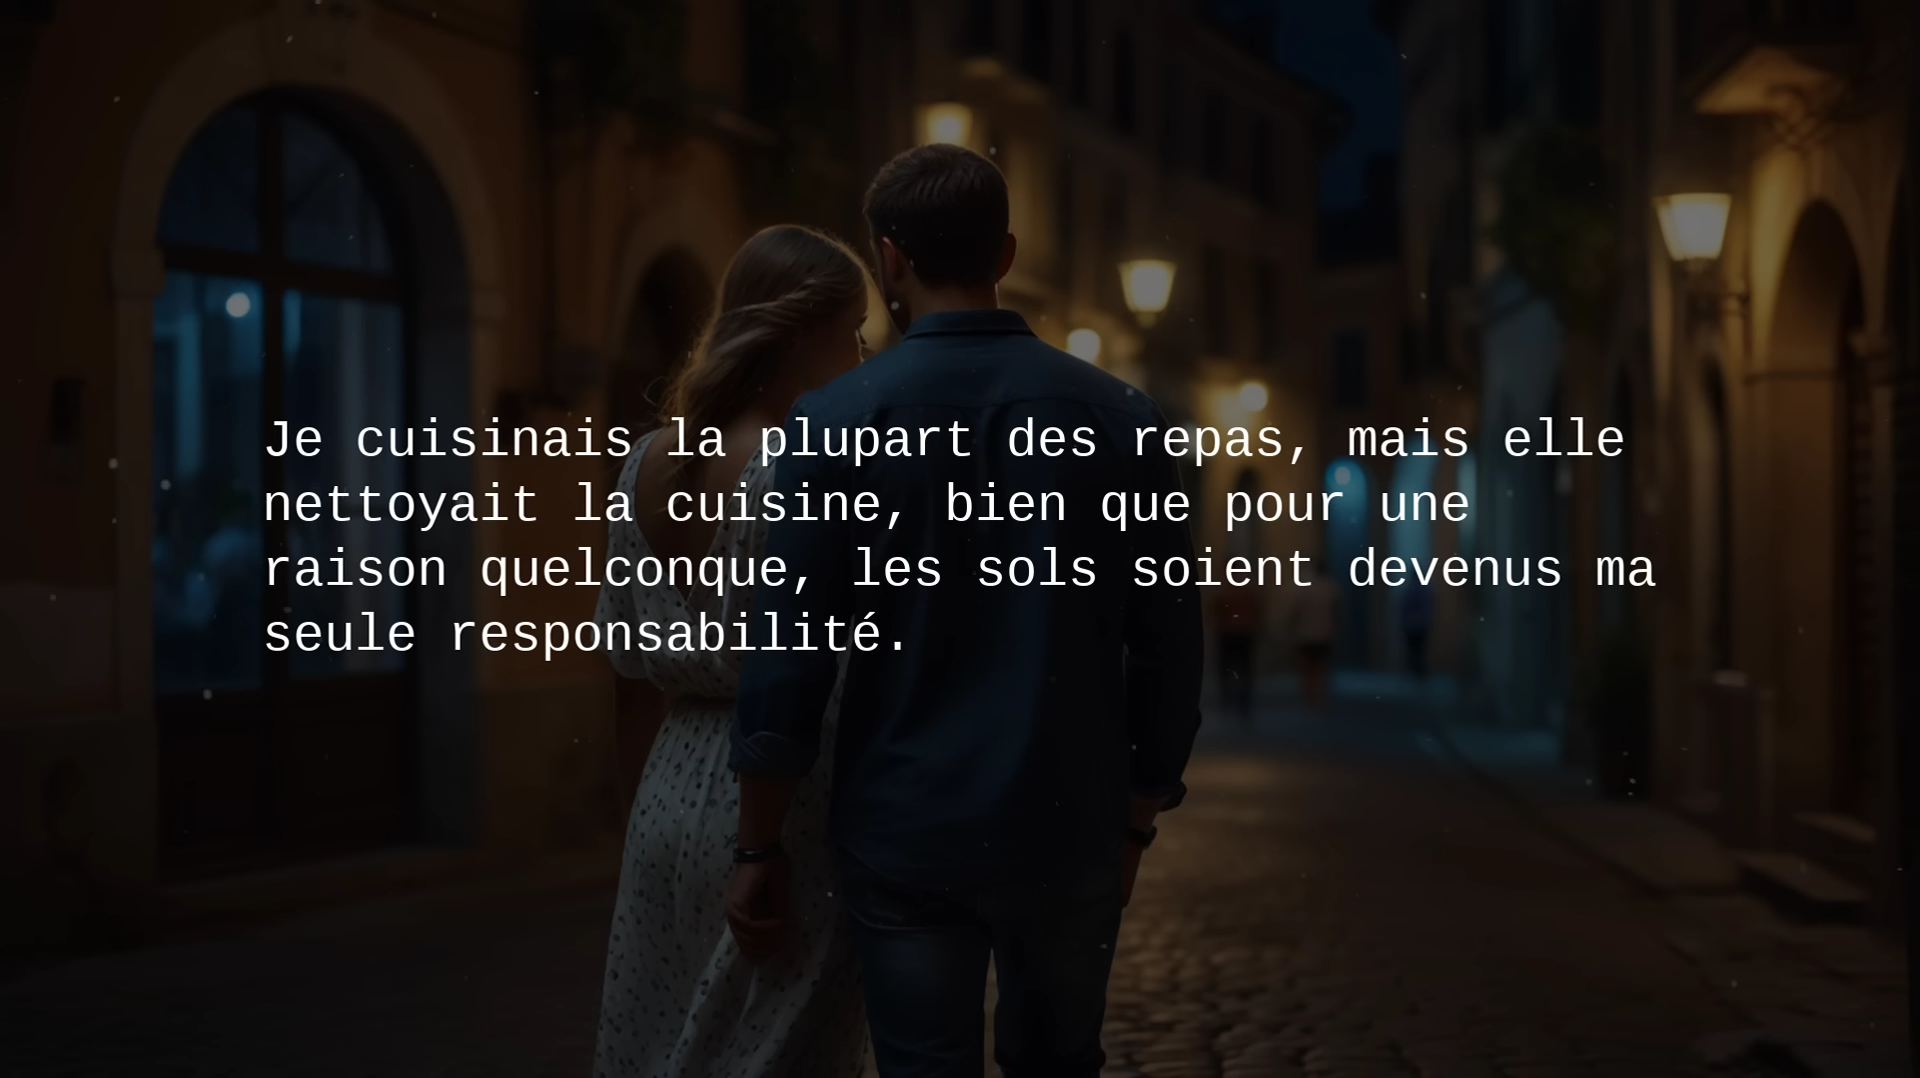 Je cuisinais la plupart des repas, mais elle
nettoyait la cuisine, bien que pour une
raison quelconque, les sols soient devenus ma
seule responsabilité.